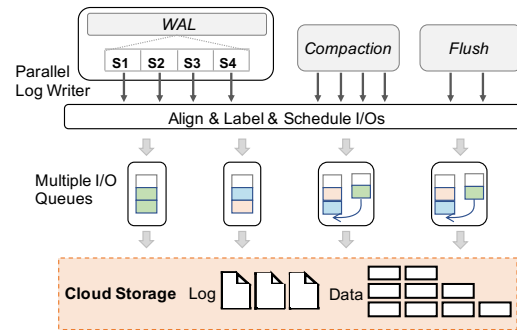 WAL
S1 S2 S3 S4
Compaction
Flush
Parallel
Log Writer
Align & Label & Schedule I/Os
Multiple I/O
Queues
Cloud Storage Log Data